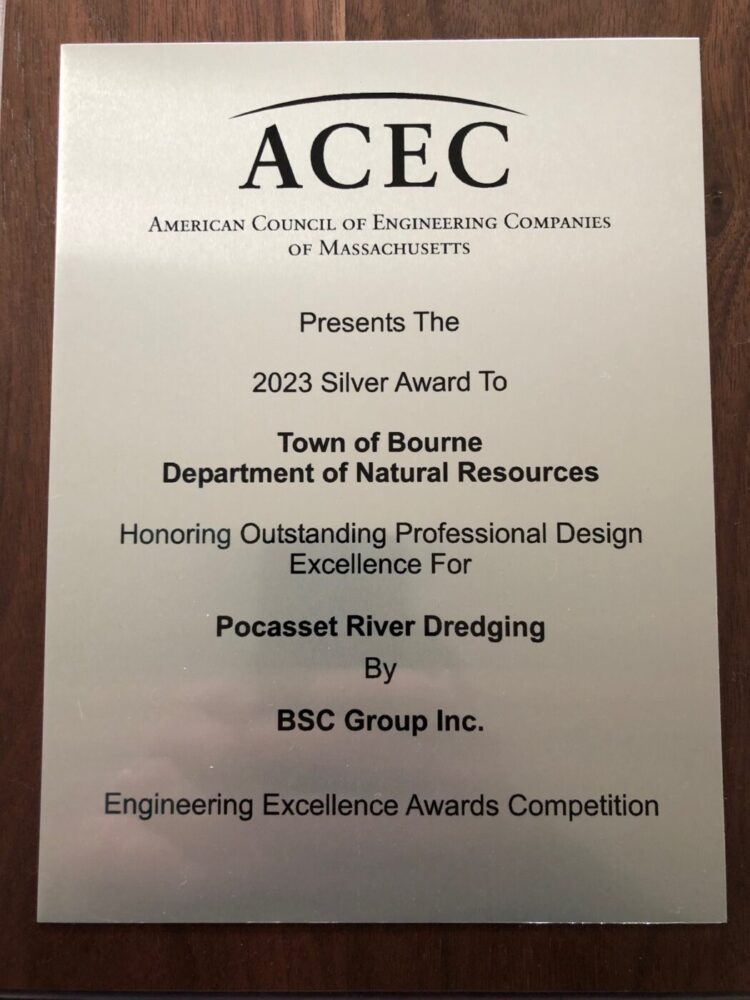 ACEC
American Council of Engineering Companies
of Massachusetts
Presents The
2023 Silver Award To
Town of Bourne
Department of Natural Resources
Honoring Outstanding Professional Design
Excellence For
Pocasset River Dredging
By
BSC Group Inc.
Engineering Excellence Awards Competition